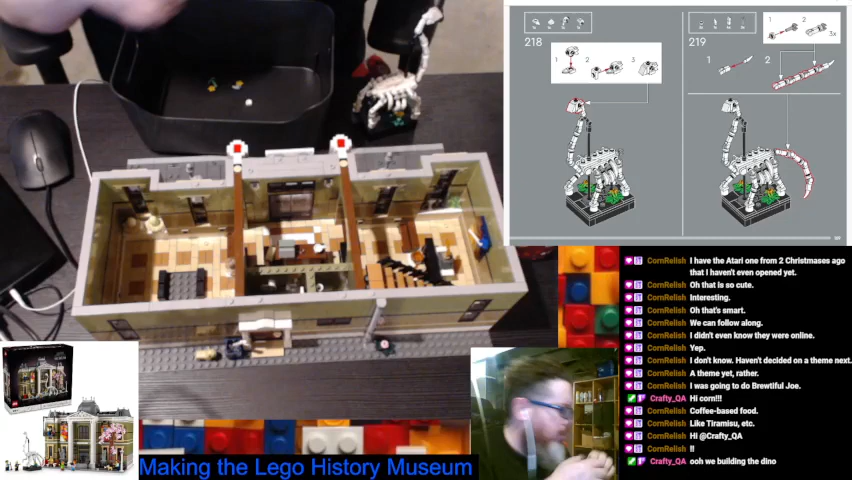 218
1 2 3
219
1 2
3x
1 2
CornRelish I have the Atari one from 2 Christmases ago
that I haven't even opened yet.
CornRelish Oh that is so cute.
CornRelish Interesting.
CornRelish Oh that's smart.
CornRelish We can follow along.
CornRelish I didn't even know they were online.
CornRelish Yep.
CornRelish I don't know. Haven't decided on a theme next.
CornRelish A theme yet, rather.
CornRelish I was going to do Brewtiful Joe.
Crafty_QA Hi corn!!!
CornRelish Coffee-based food.
CornRelish Like Tiramisu, etc.
CornRelish Hi @Crafty_QA
CornRelish !!
Crafty_QA ooh we building the dino
Making the Lego History Museum